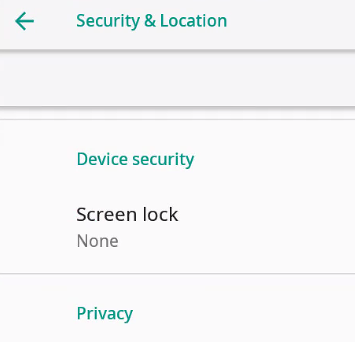 Security & Location
Device security
Screen lock
None
Privacy